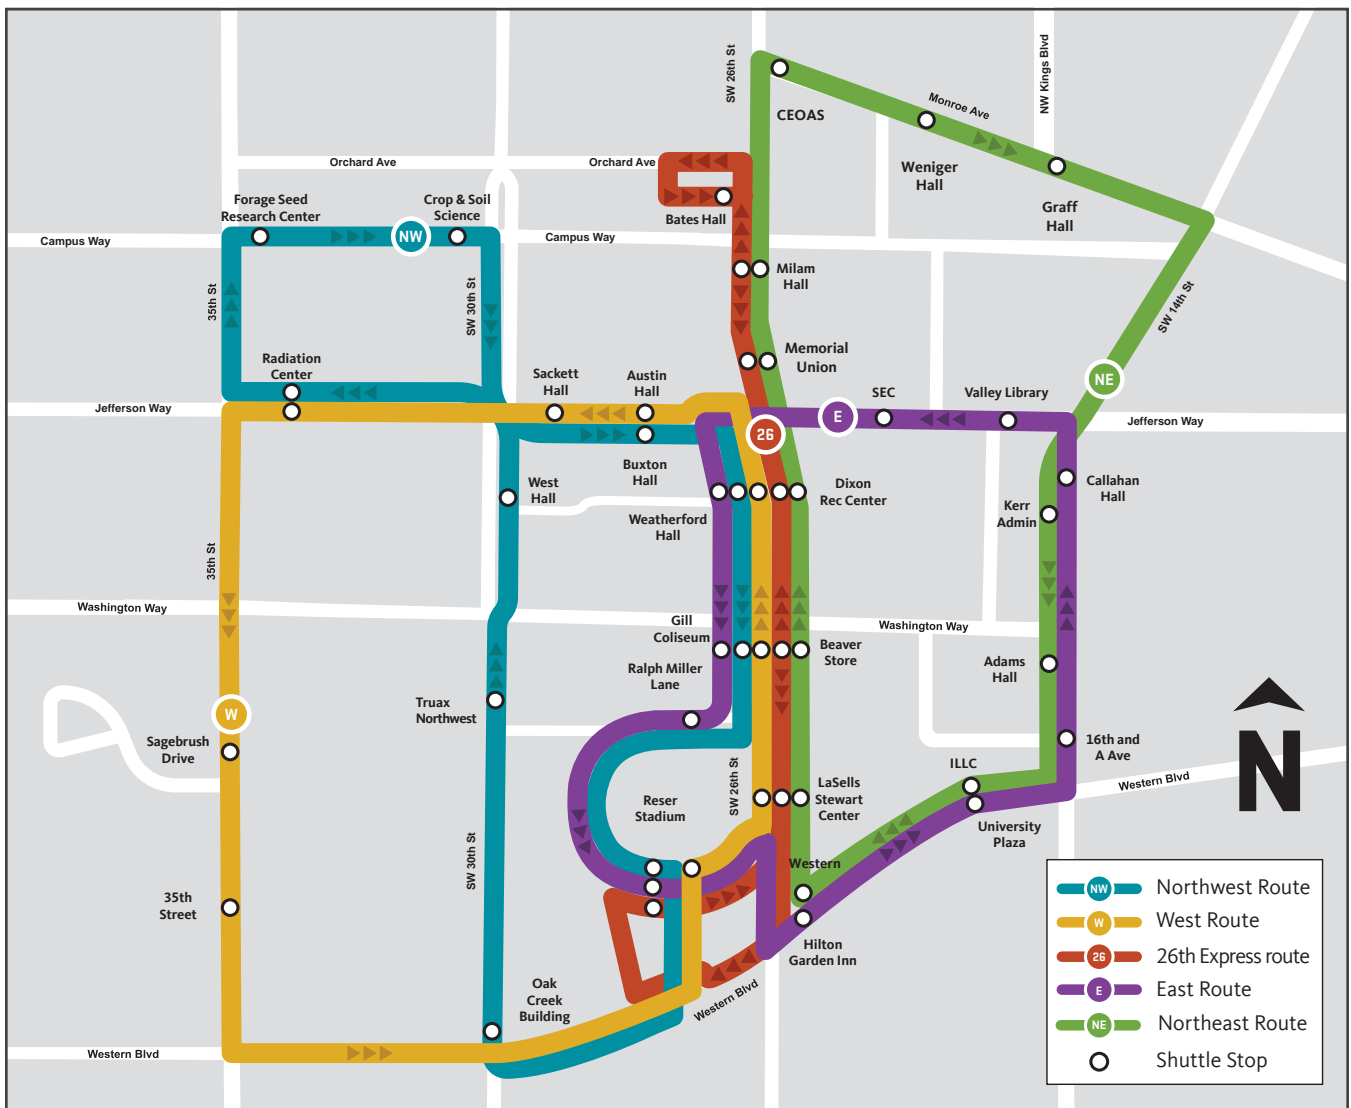 SW 26th St
NW Kings Blvd
Monroe Ave
CEOAS
Weniger
Hall
Graff
Hall
Orchard Ave
Orchard Ave
Bates Hall
Forage Seed
Research Center
Crop & Soil
Science
NW
Campus Way
Campus Way
Milam
Hall
35th St
SW 30th St
SW 14th St
Memorial
Union
Radiation
Center
Sackett
Hall
Austin
Hall
SEC
Valley Library
NE
Jefferson Way
E
Jefferson Way
26
Buxton
Hall
West
Hall
Dixon
Rec Center
Callahan
Hall
Kerr
Admin
Weatherford
Hall
35th St
Washington Way
Gill
Coliseum
Washington Way
Beaver
Store
Adams
Hall
Ralph Miller
Lane
Truax
Northwest
W
Sagebrush
Drive
16th and
A Ave
N
ILLC
Western Blvd
SW 26th St
LaSells
Stewart
Center
Reser
Stadium
University
Plaza
SW 30th St
Western
35th
Street
Hilton
Garden Inn
Oak
Creek
Building
Western Blvd
Western Blvd
NW Northwest Route
W West Route
26 26th Express route
E East Route
NE Northeast Route
Shuttle Stop